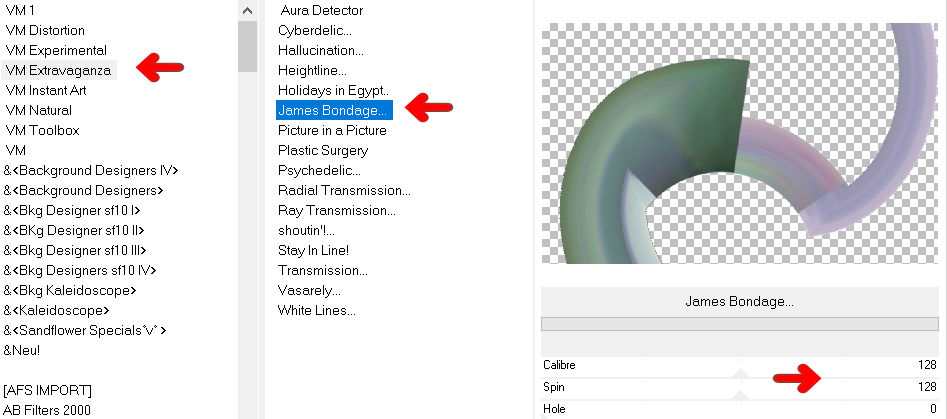 VM 1
VM Distortion
VM Experimental
VM Extravaganza
VM Instant Art
VM Natural
VM Toolbox
VM
&<Background Designers IV>
&<Background Designers>
&<Bkg Designer sf10 I>
&<BKg Designer sf10 II>
&<Bkg Designer sf10 III>
&<Bkg Designers sf10 IV>
&<Bkg Kaleidoscope>
&<Kaleidoscope>
&<Sandflower Specials°v° >
&Neu!
[AFS IMPORT]
AB Filters 2000
Aura Detector
Cyberdelic...
Hallucination...
Heightline...
Holidays in Egypt..
James Bondage...
Picture in a Picture
Plastic Surgery
Psychedelic...
Radial Transmission...
Ray Transmission...
shoutin'!...
Stay In Line!
Transmission...
Vasarely...
White Lines...
James Bondage...
Calibre 128
Spin 128
Hole 0